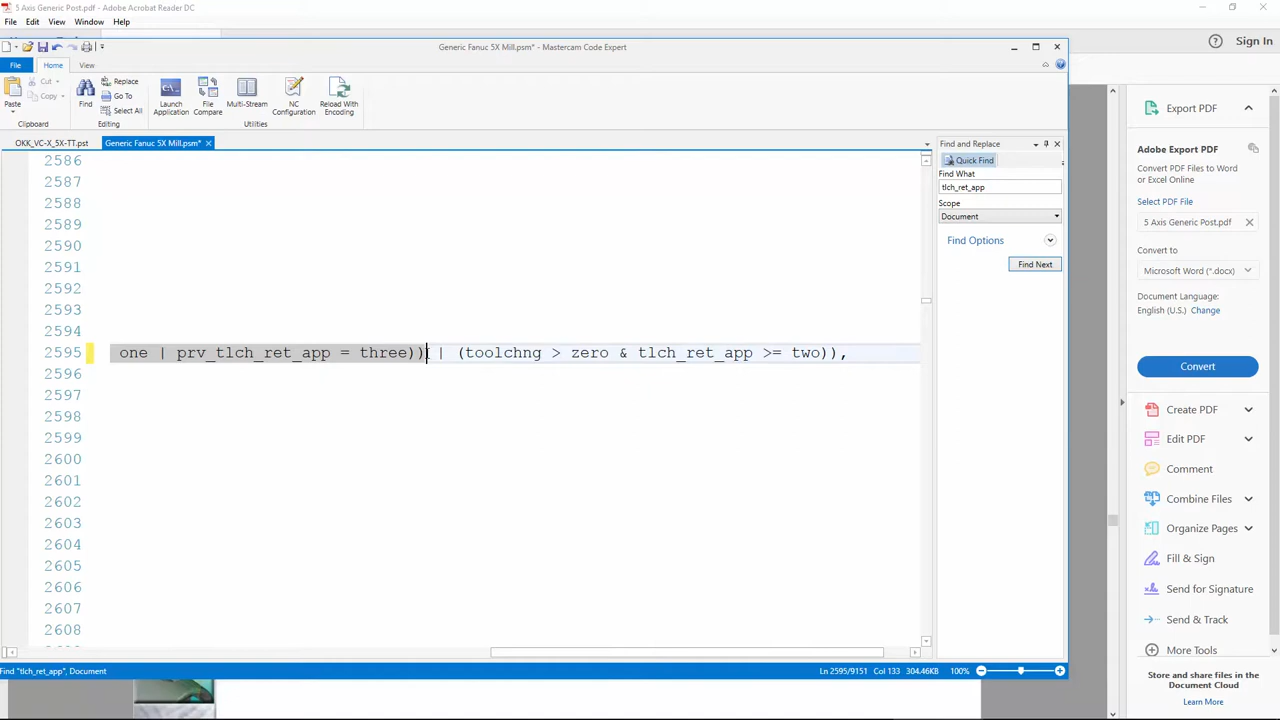 5 Axis Generic Post.pdf - Adobe Acrobat Reader DC
File Edit View Window Help
Sign In
Generic Fanuc 5X Mill.psm* - Mastercam Code Expert
File Home View
Paste
Cut
Copy
Clipboard
Find
Replace
Go To
Select All
Editing
Launch Application
File Compare
Multi-Stream
NC Configuration
Reload With Encoding
Utilities
OKK_VC-X_5X-TT.pst
Generic Fanuc 5X Mill.psm*
2586
2587
2588
2589
2590
2591
2592
2593
2594
2595 one | prv_tlch_ret_app = three)) | (toolchng > zero & tlch_ret_app >= two)),
2596
2597
2598
2599
2600
2601
2602
2603
2604
2605
2606
2607
2608
Find and Replace
Quick Find
Find What
tlch_ret_app
Scope
Document
Find Options
Find Next
Find "tlch_ret_app", Document
Ln 2595/9151 Col 133 304.46KB 100%
Export PDF
Adobe Export PDF
Convert PDF Files to Word
or Excel Online
Select PDF File
5 Axis Generic Post.pdf
Convert to
Microsoft Word (*.docx)
Document Language:
English (U.S.) Change
Convert
Create PDF
Edit PDF
Comment
Combine Files
Organize Pages
Fill & Sign
Send for Signature
Send & Track
More Tools
Store and share files in the
Document Cloud
Learn More